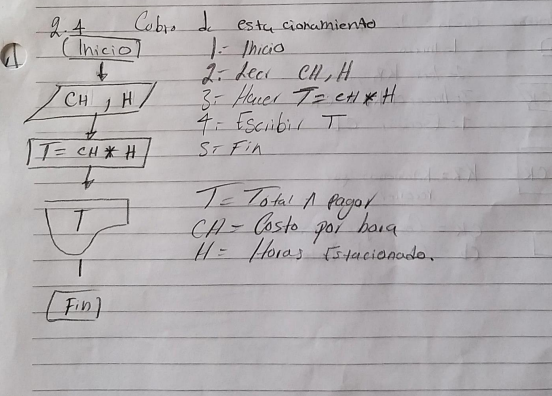 2.4 Cobro de estacionamiento
(Inicio)
1.- Inicio
CH, H
2.- Leer CH, H
3.- Hacer T= CH * H
T= CH * H
4.- Escribir T
5.- Fin
T
T= Total A pagar
CH= Costo por hora
H= Horas Estacionado.
(Fin)